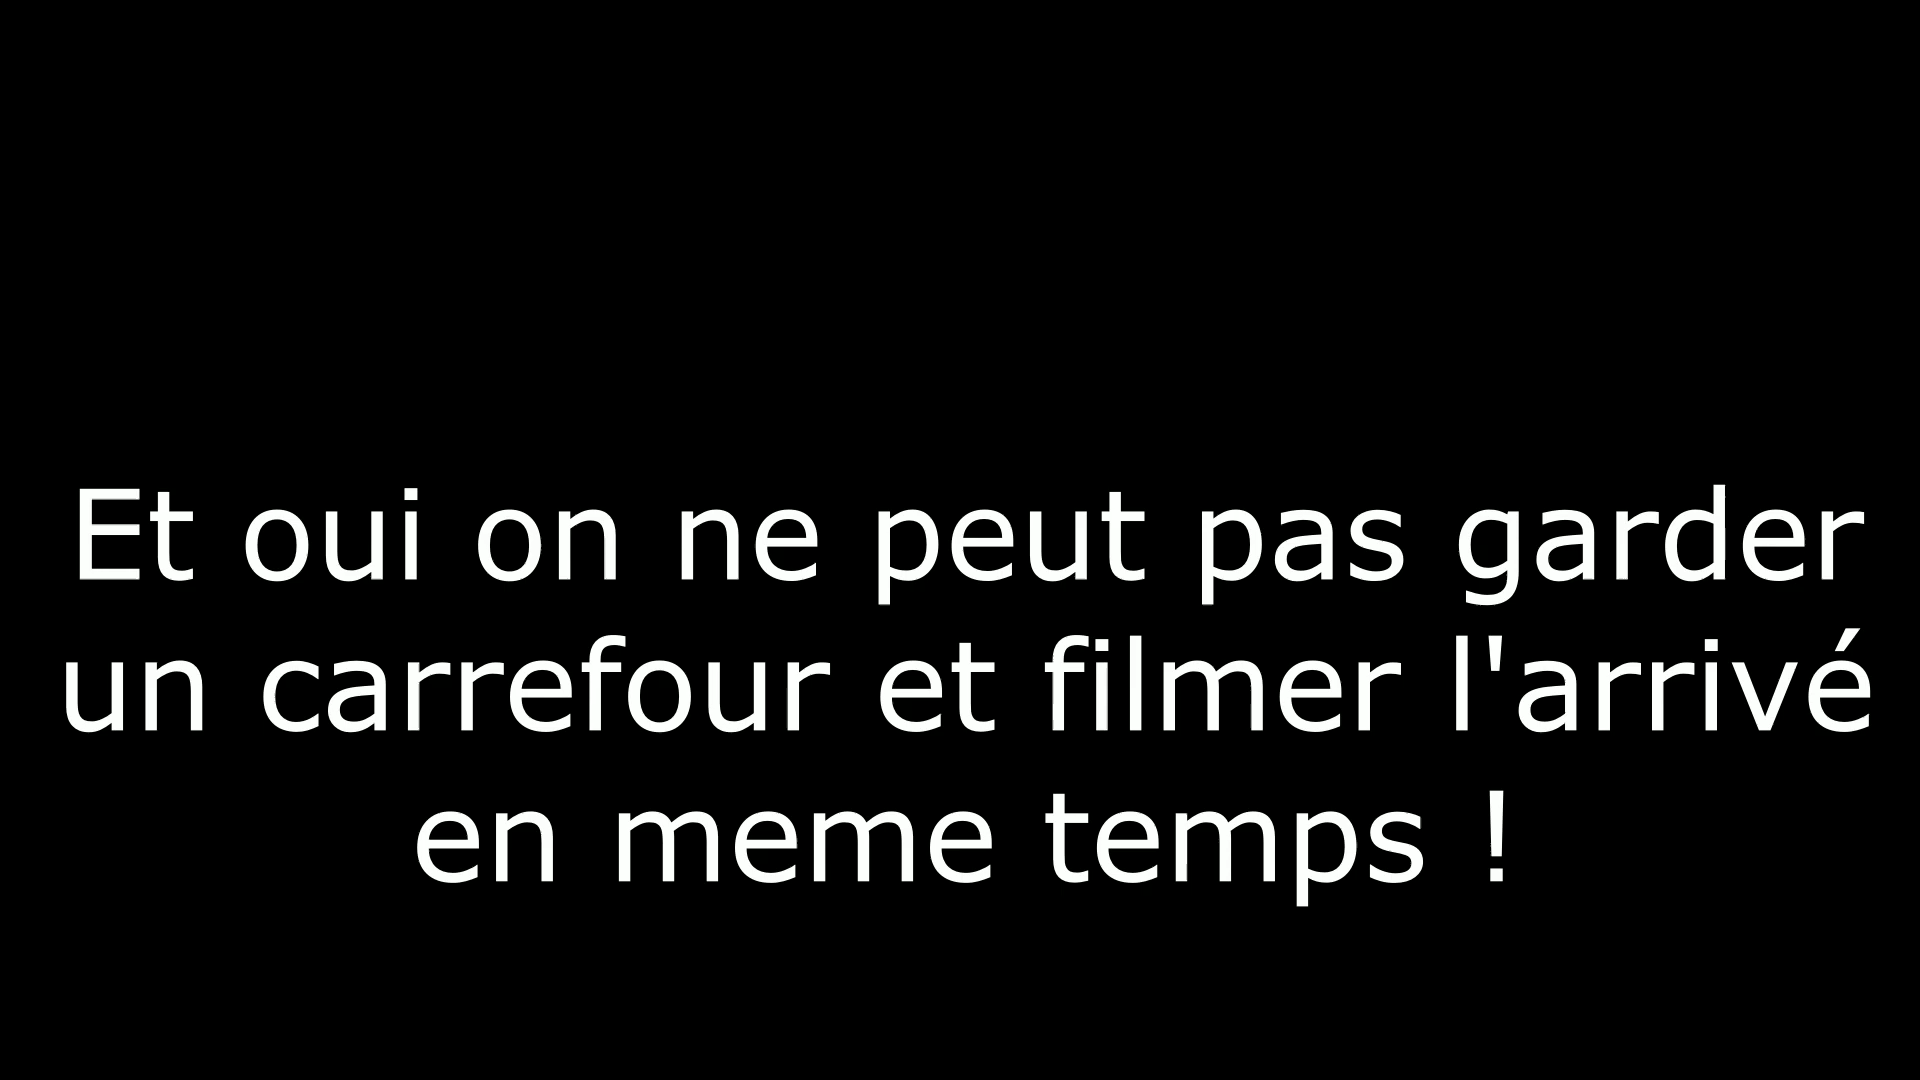 Et oui on ne peut pas garder
un carrefour et filmer l'arrivé
en meme temps !